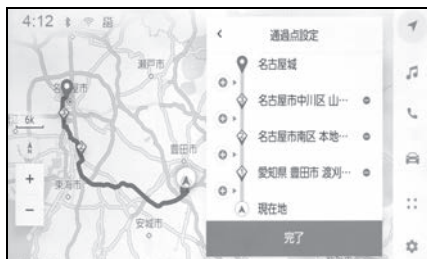 4:12
通過点設定
名古屋城
名古屋市中川区 山…
名古屋市南区 本地…
愛知県 豊田市 渡刈…
現在地
完了
瀬戸市
6k
豊田市
東海市
安城市
A
+
−